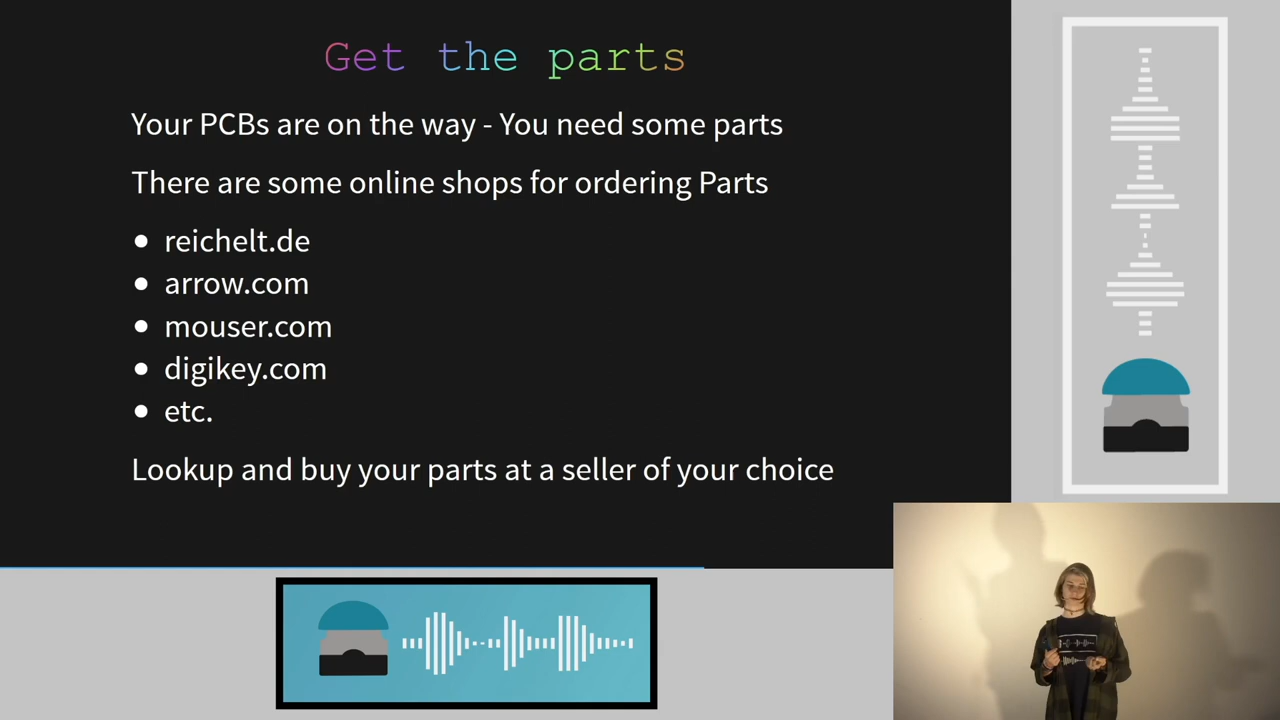 Get the parts
Your PCBs are on the way - You need some parts
There are some online shops for ordering Parts
reichelt.de
arrow.com
mouser.com
digikey.com
etc.
Lookup and buy your parts at a seller of your choice